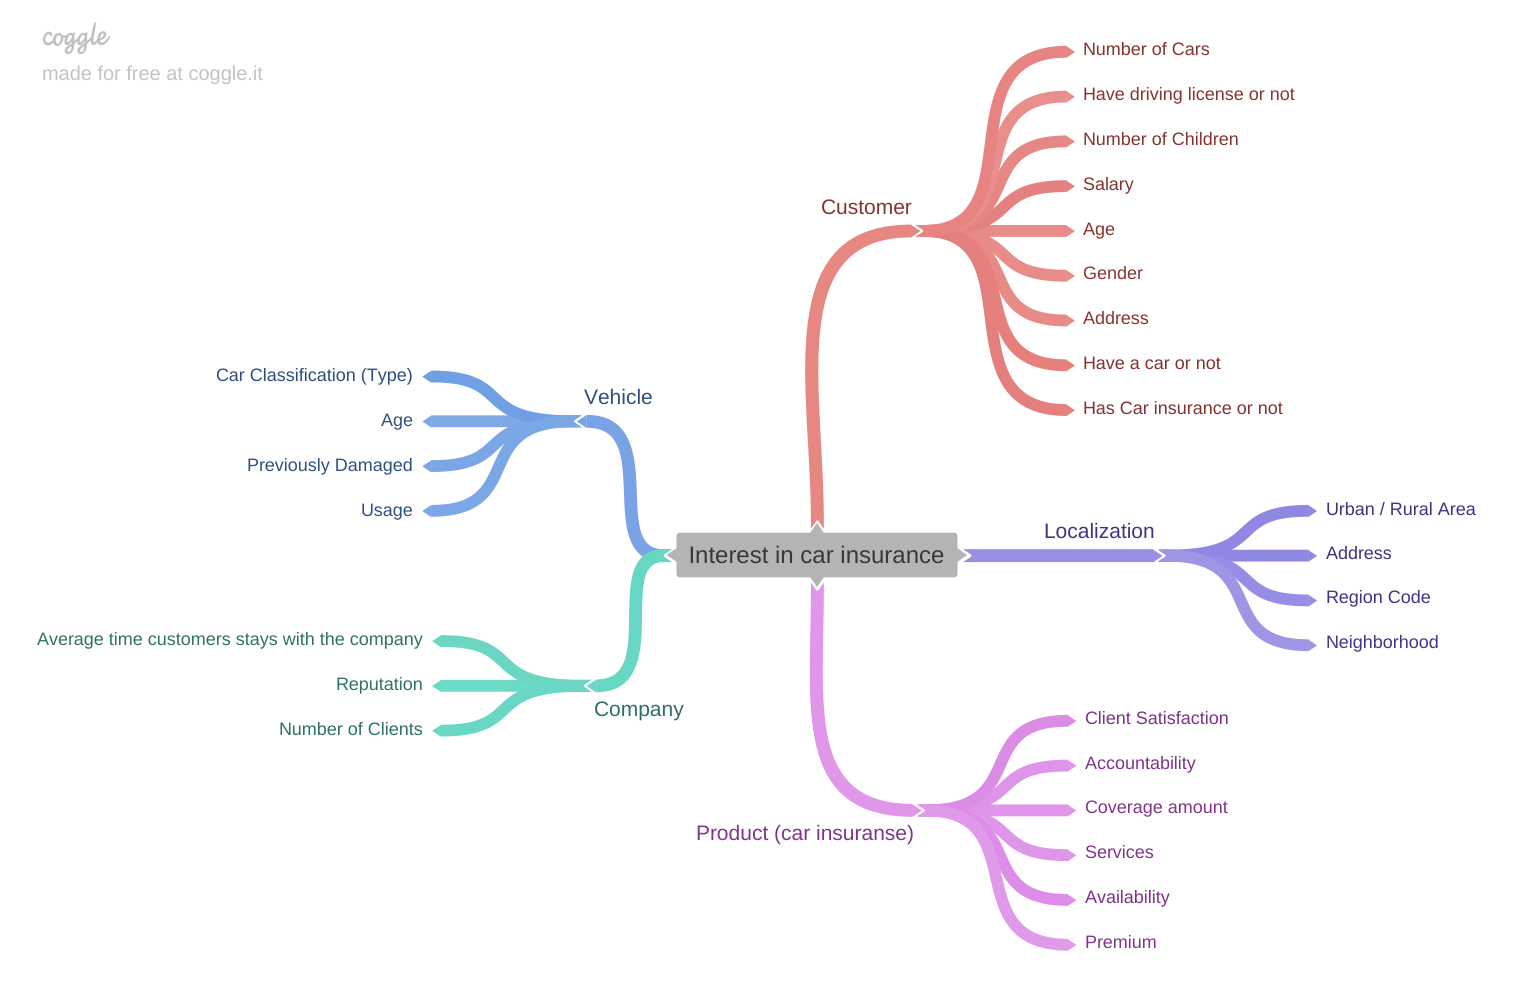 coggle
made for free at coggle.it
Number of Cars
Have driving license or not
Number of Children
Salary
Customer
Age
Gender
Address
Have a car or not
Has Car insurance or not
Car Classification (Type)
Vehicle
Age
Previously Damaged
Usage
Interest in car insurance
Localization
Urban / Rural Area
Address
Region Code
Neighborhood
Average time customers stays with the company
Reputation
Company
Number of Clients
Client Satisfaction
Accountability
Coverage amount
Product (car insuranse)
Services
Availability
Premium